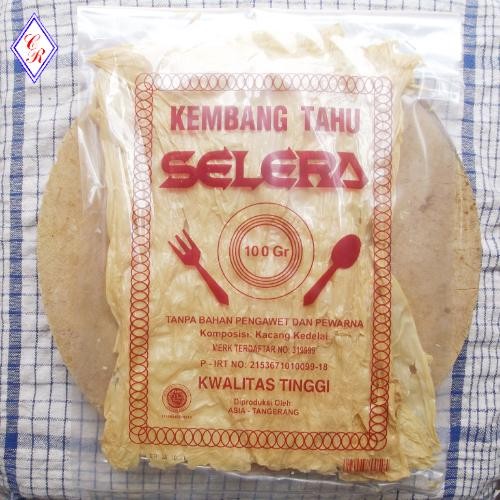 CR
KEMBANG TAHU
SELERA
100 Gr
TANPA BAHAN PENGAWET DAN PEWARNA
Komposisi. Kacang Kedelai
MERK TERDAFTAR NO: 319899
P - IRT NO: 2153671010099-18
KWALITAS TINGGI
Diproduksi Oleh:
ASIA - TANGERANG